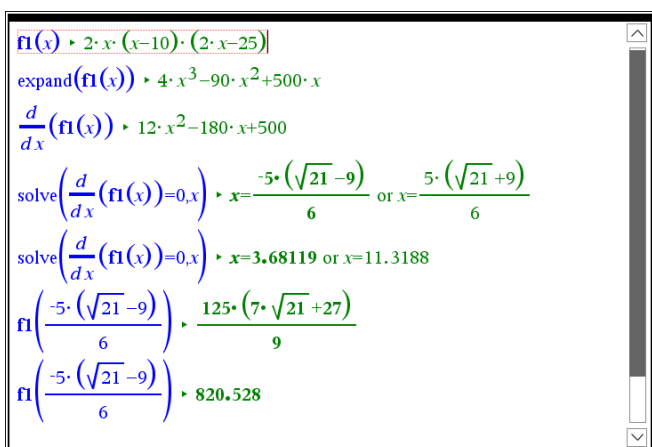 f1(x) ▸ 2·x·(x−10)·(2·x−25)
expand(f1(x)) ▸ 4·x³−90·x²+500·x
d/dx(f1(x)) ▸ 12·x²−180·x+500
solve(d/dx(f1(x))=0,x) ▸ x=-5·(√21−9)/6 or x=5·(√21+9)/6
solve(d/dx(f1(x))=0,x) ▸ x=3.68119 or x=11.3188
f1(-5·(√21−9)/6) ▸ 125·(7·√21+27)/9
f1(-5·(√21−9)/6) ▸ 820.528